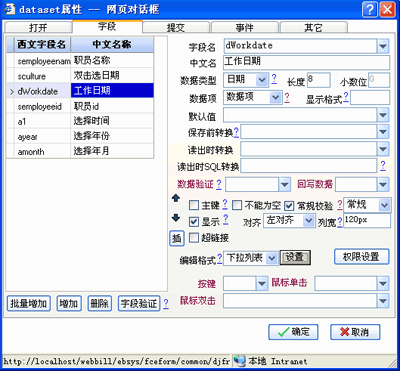 dataset属性 -- 网页对话框
打开 字段 提交 事件 其它
西文字段名 中文名称
semployeenam 职员名称
sculture 双击选日期
dWorkdate 工作日期
semployeeid 职员id
a1 选择时间
ayear 选择年份
amonth 选择年月
批量增加 增加 删除 字段验证 ?
插
字段名 dWorkdate
中文名 工作日期
数据类型 日期 ? 长度 8 小数位 0
数据项 数据项 ? 显示格式 ?
默认值
保存前转换 ?
读出时转换
读出时SQL转换
数据验证 ? 回写数据
主键 ? 不能为空 常规校验 ? 常规
显示 ? 对齐 左对齐 列宽 ? 120px
超链接
编辑格式 ? 下拉列表 设置 权限设置
按键 鼠标单击
鼠标双击
确定 取消
http://localhost/webbill/ebsys/fceform/common/djfr 本地 Intranet